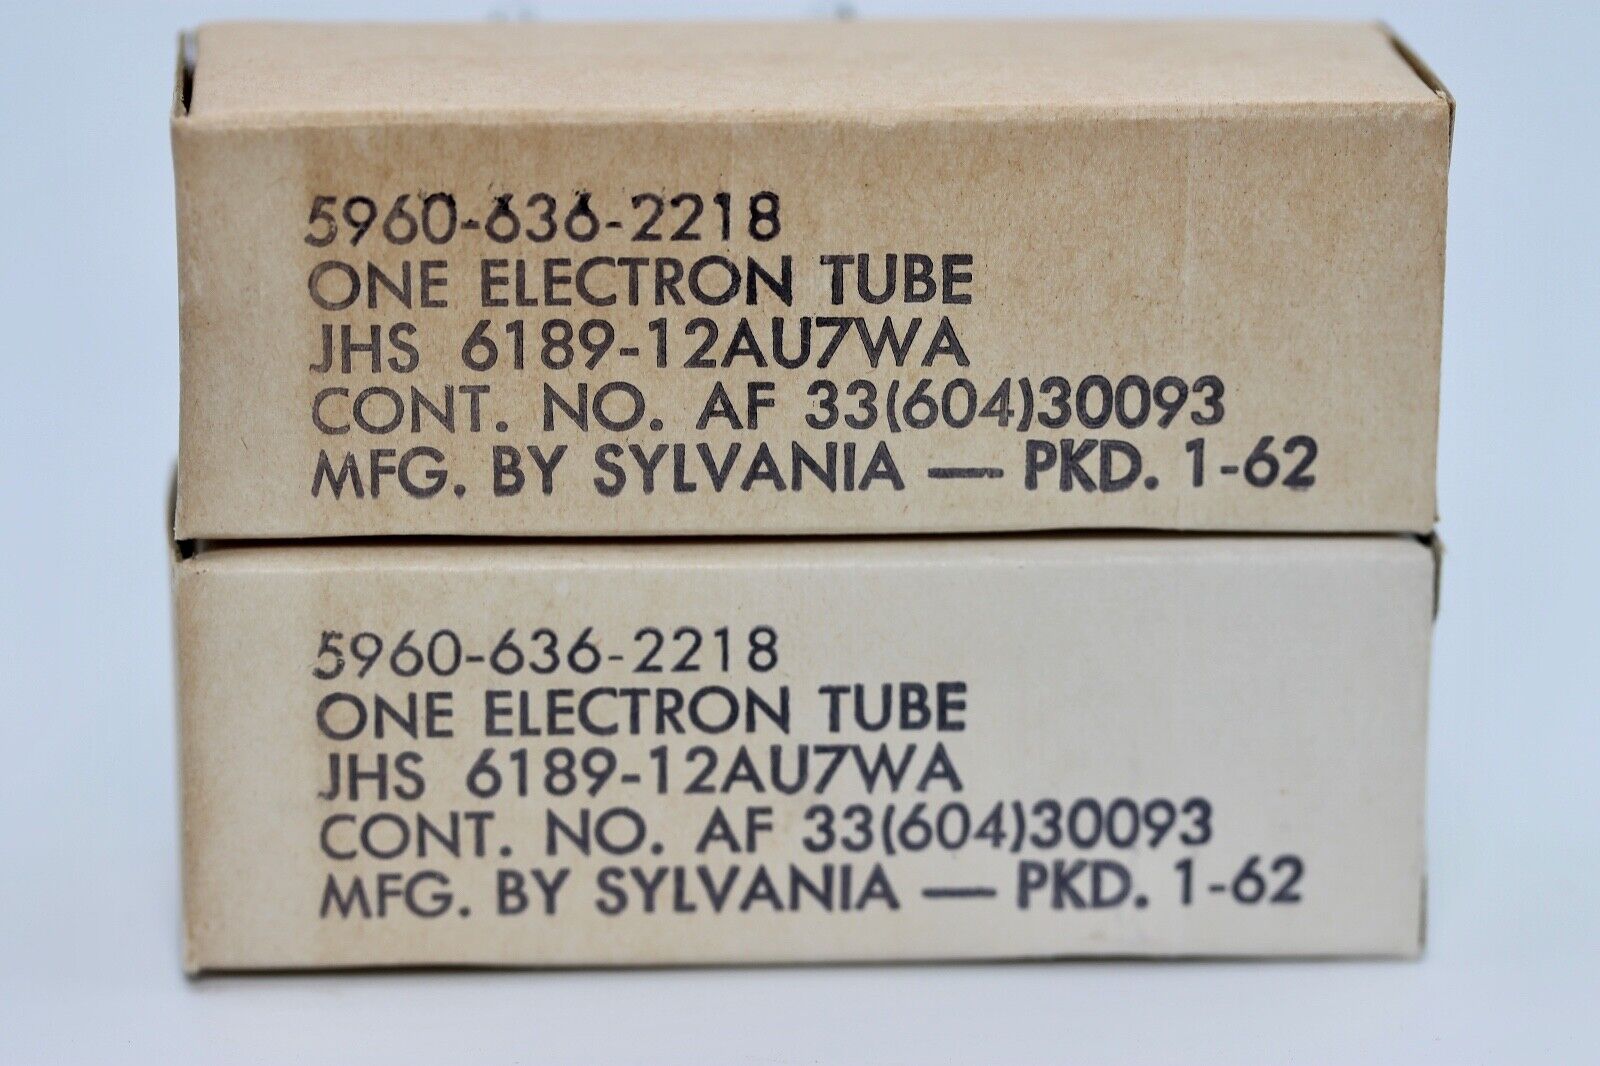 5960-636-2218
ONE ELECTRON TUBE
JHS 6189-12AU7WA
CONT. NO. AF 33(604)30093
MFG. BY SYLVANIA — PKD. 1-62
5960-636-2218
ONE ELECTRON TUBE
JHS 6189-12AU7WA
CONT. NO. AF 33(604)30093
MFG. BY SYLVANIA — PKD. 1-62